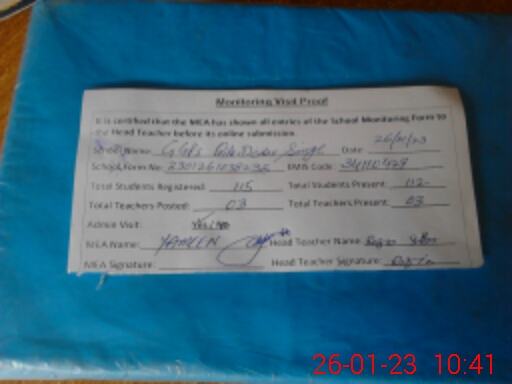 Monitoring Visit Proof
It is certified that the MEA has shown all entries of the School Monitoring Form to
the Head Teacher before its online submission.
School Name: GGPS Singh Date 26/01/23
School Form No: EMIS Code:
Total Students Registered: 115 Total Students Present: 112
Total Teachers Posted: 03 Total Teachers Present: 03
Admin Visit: Yes / No
MEA Name: YAMEEN Head Teacher Name:
MEA Signature: Head Teacher Signature:
26-01-23 10:41